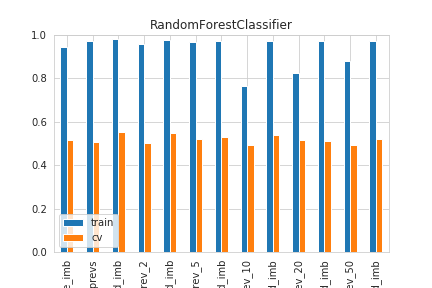 RandomForestClassifier
1.0
0.8
0.6
0.4
0.2
0.0
train
cv
e_imb
prevs
d_imb
rev_2
d_imb
rev_5
d_imb
ev_10
d_imb
ev_20
d_imb
ev_50
d_imb